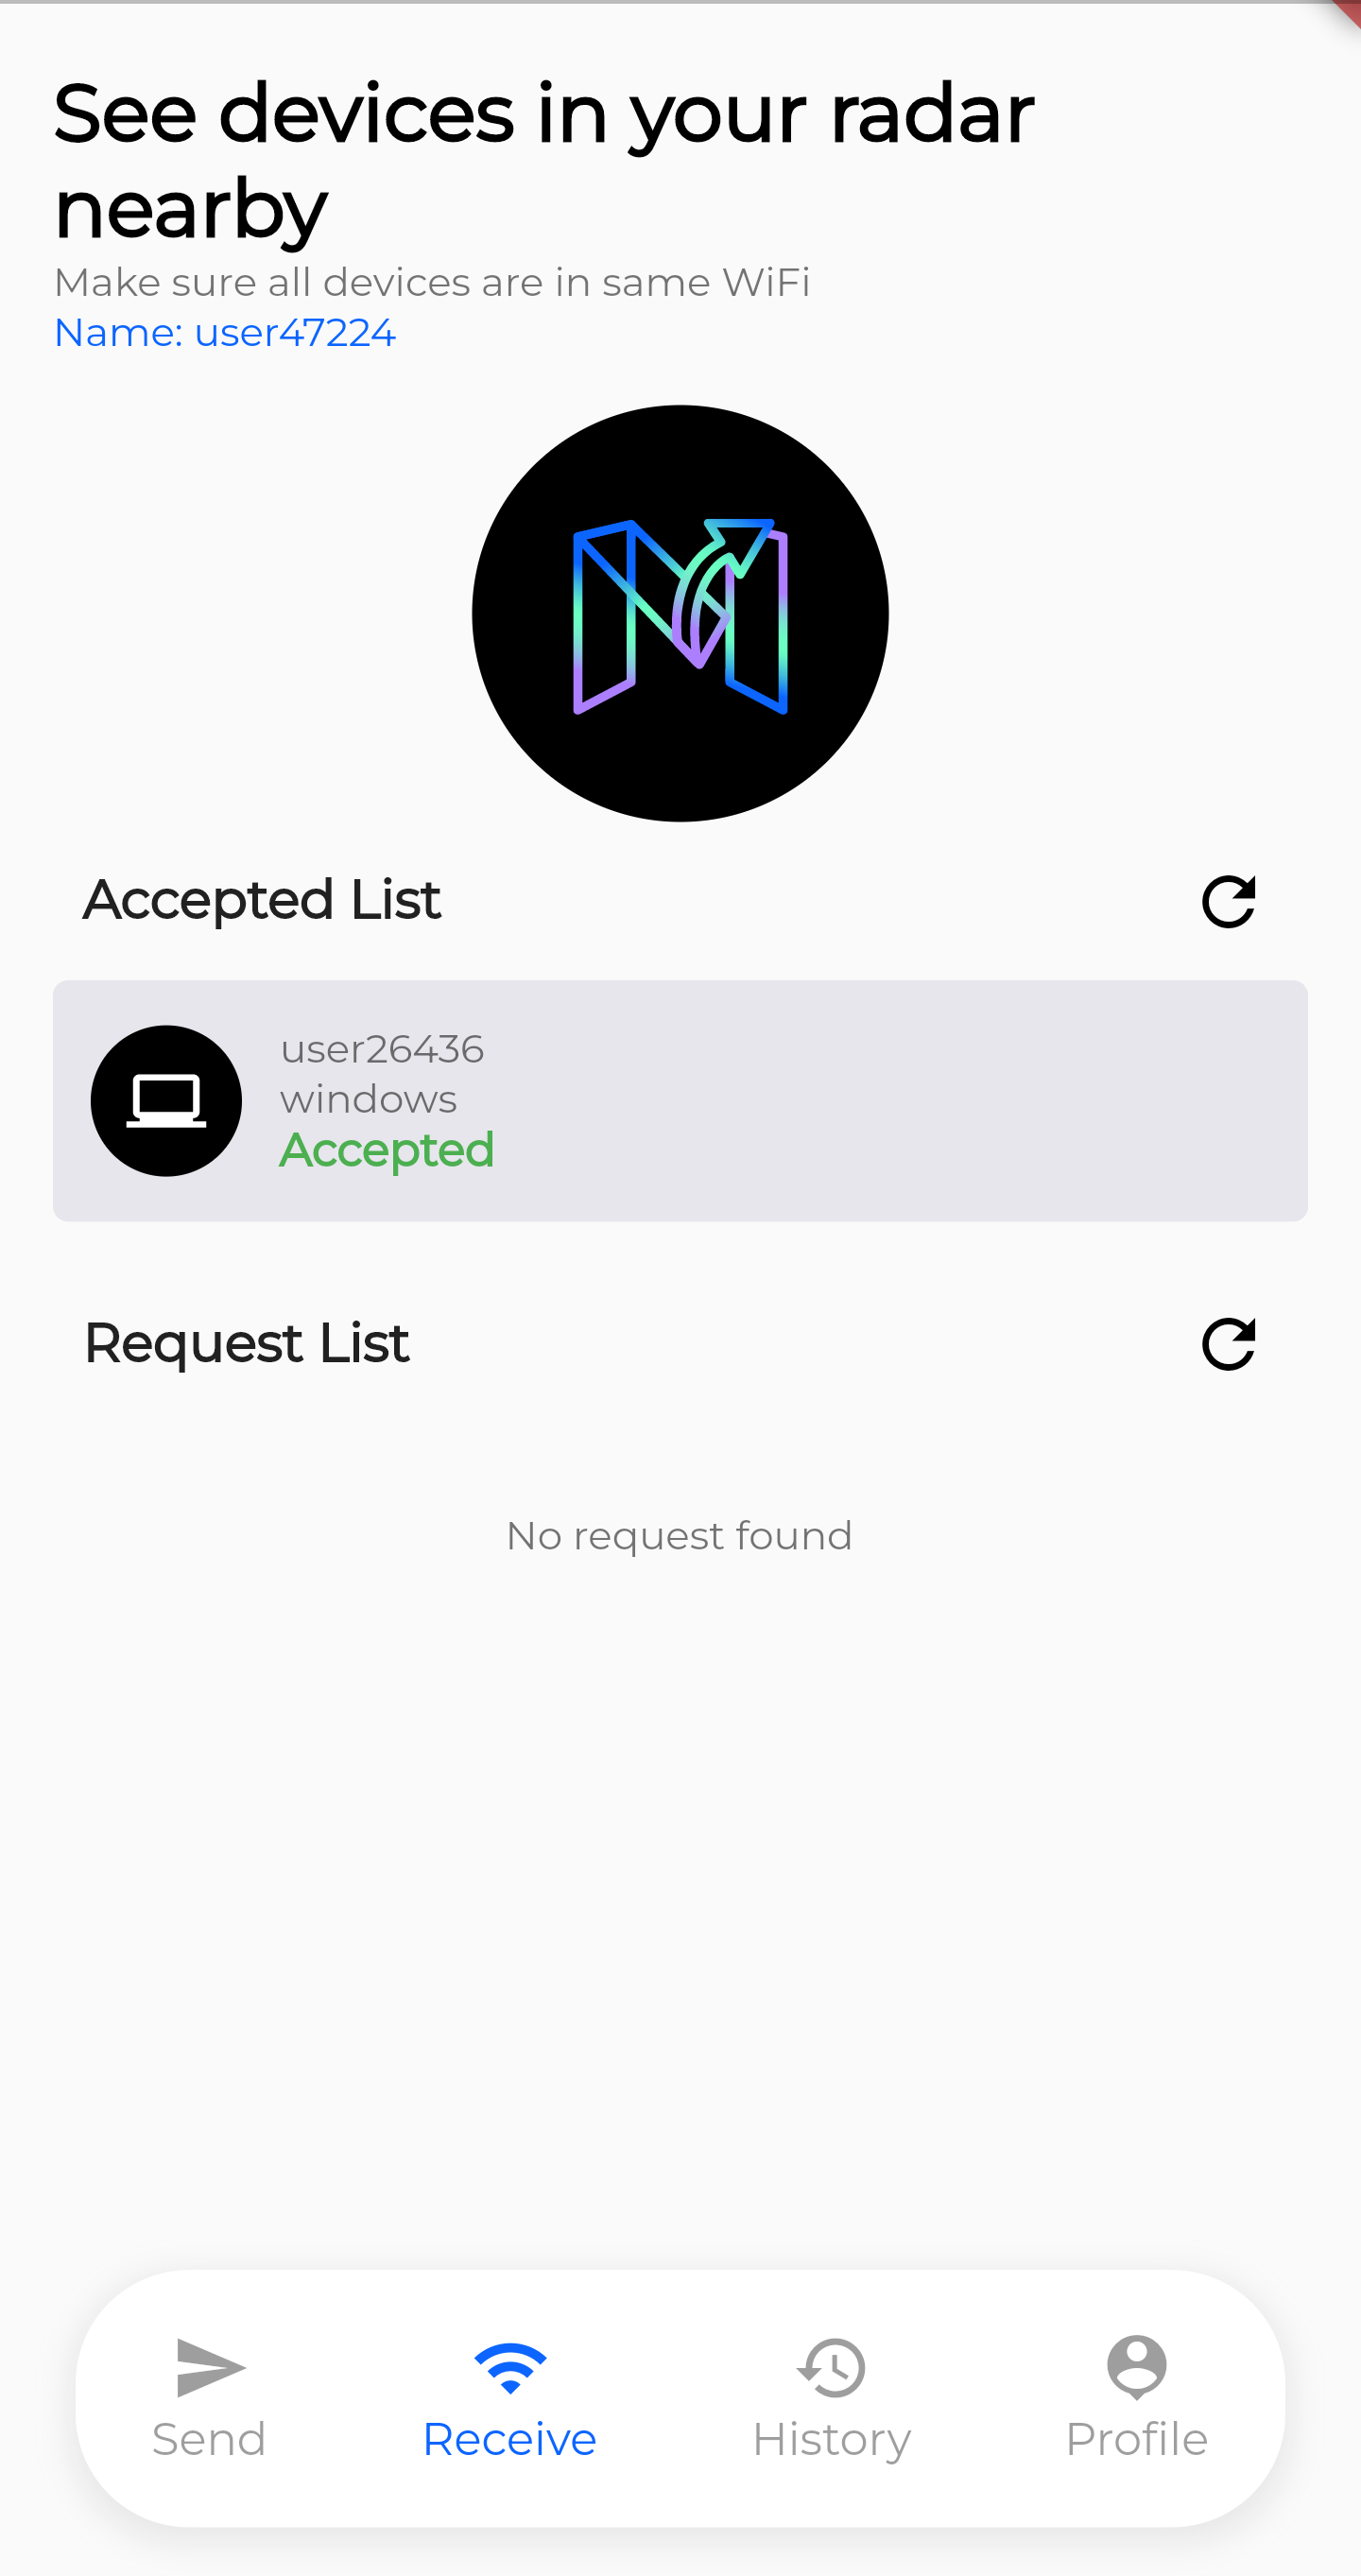 See devices in your radar
nearby
Make sure all devices are in same WiFi
Name: user47224
Accepted List
user26436
windows
Accepted
Request List
No request found
Send
Receive
History
Profile